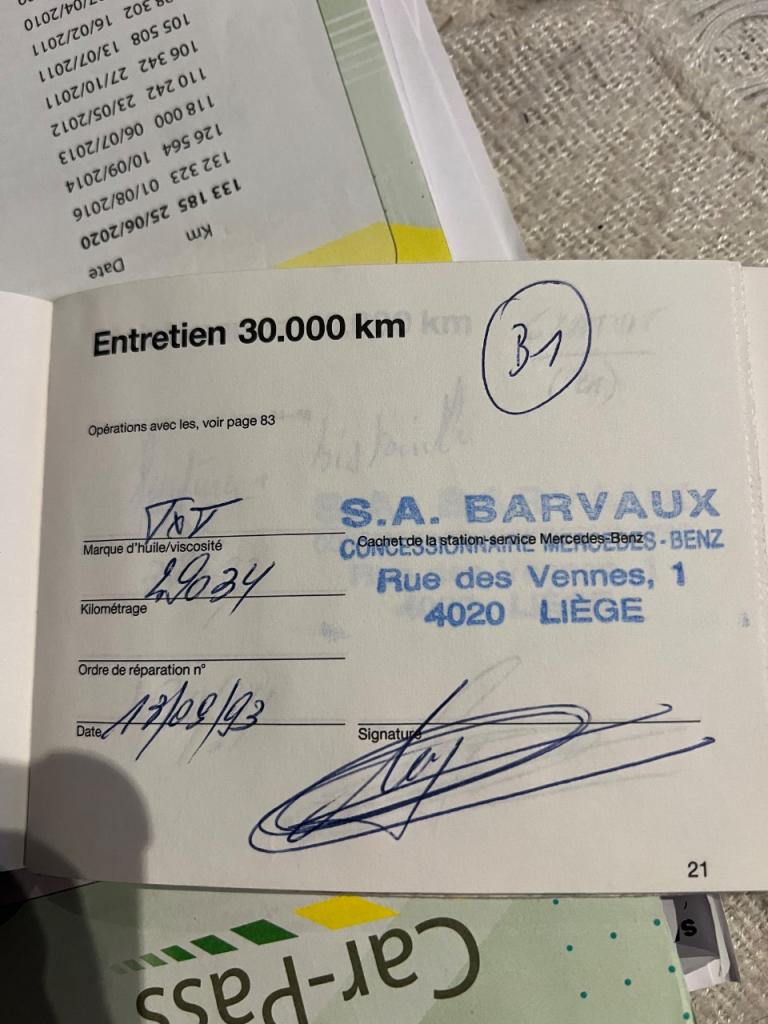 Date
Km
133 185 25/06/2020
132 323 01/08/2016
126 564 10/09/2014
118 000 06/07/2013
110 242 23/05/2012
106 342 27/10/2011
105 508 13/07/2011
302 16/02/2011
/04/2010
Entretien 30.000 km
B1
Opérations avec les, voir page 83
Marque d'huile/viscosité
29034
Kilométrage
Ordre de réparation n°
Date 13/09/93
S.A. BARVAUX
Cachet de la station-service Mercedes-Benz
CONCESSIONNAIRE MERCEDES-BENZ
Rue des Vennes, 1
4020 LIÈGE
Signature
21
Car-Pass